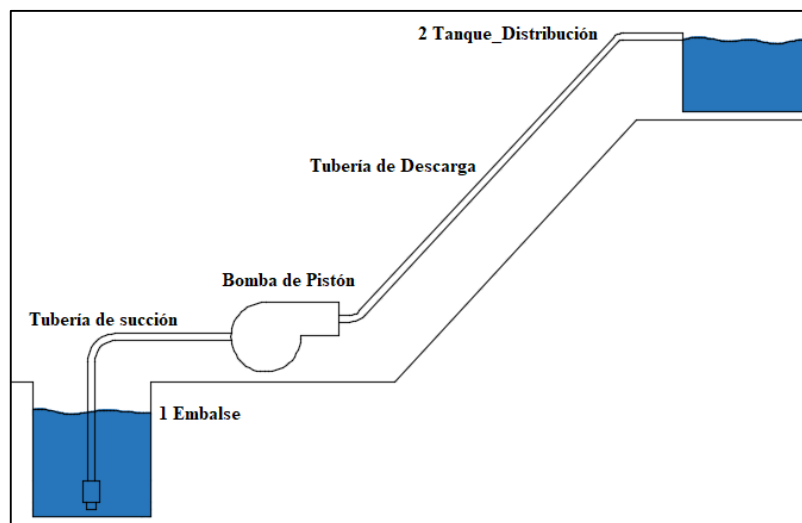 2 Tanque_Distribución
Tubería de Descarga
Bomba de Pistón
Tubería de succión
1 Embalse